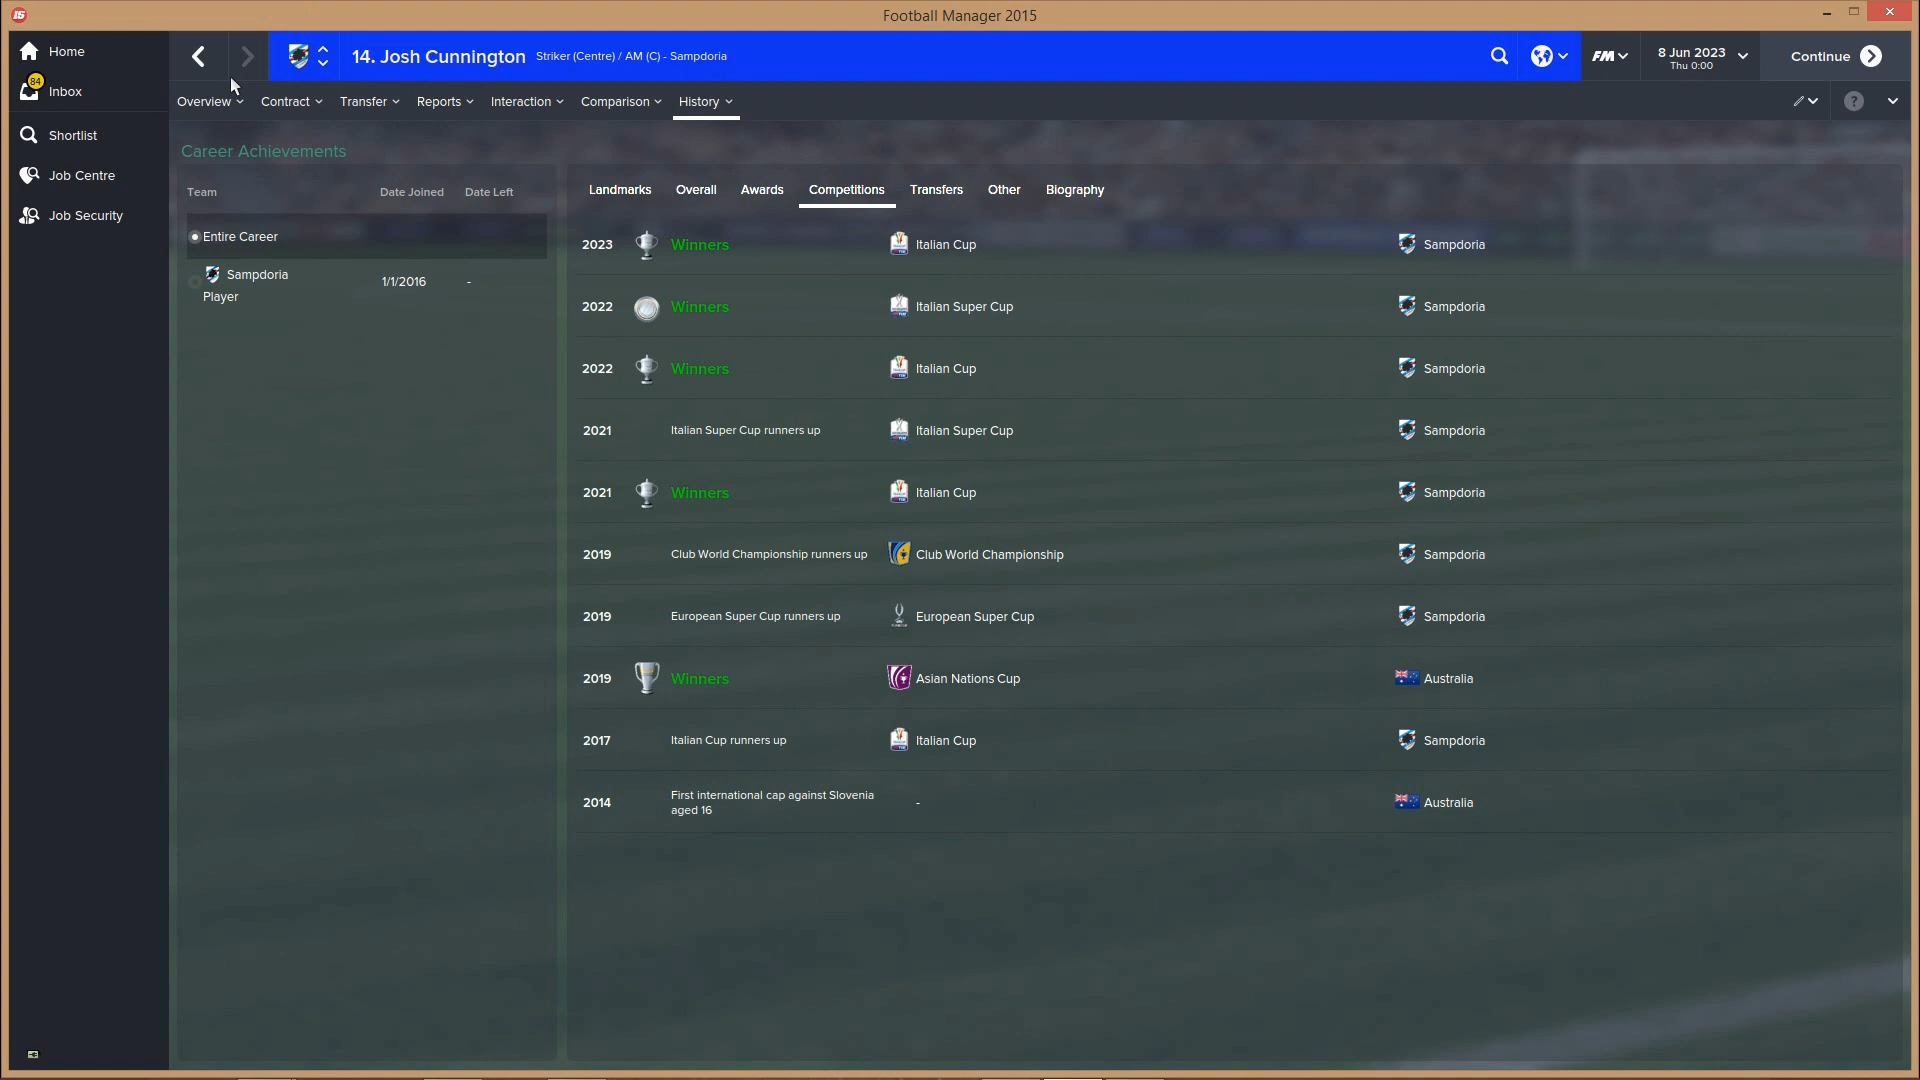 Football Manager 2015
Home
84
Inbox
Shortlist
Job Centre
Job Security
14. Josh Cunnington Striker (Centre) / AM (C) - Sampdoria
FM
8 Jun 2023
Thu 0:00
Continue
Overview Contract Transfer Reports Interaction Comparison History
?
Career Achievements
Team Date Joined Date Left
Entire Career
Sampdoria
Player
1/1/2016 -
Landmarks Overall Awards Competitions Transfers Other Biography
2023 Winners Italian Cup Sampdoria
2022 Winners Italian Super Cup Sampdoria
2022 Winners Italian Cup Sampdoria
2021 Italian Super Cup runners up Italian Super Cup Sampdoria
2021 Winners Italian Cup Sampdoria
2019 Club World Championship runners up Club World Championship Sampdoria
2019 European Super Cup runners up European Super Cup Sampdoria
2019 Winners Asian Nations Cup Australia
2017 Italian Cup runners up Italian Cup Sampdoria
2014 First international cap against Slovenia
aged 16
- Australia